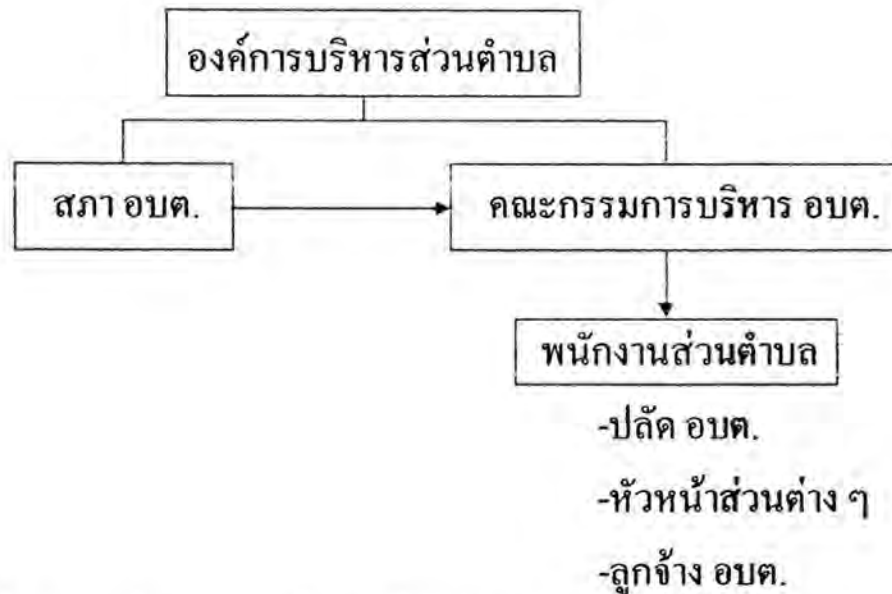 องค์การบริหารส่วนตำบล
สภา อบต.
คณะกรรมการบริหาร อบต.
พนักงานส่วนตำบล
-ปลัด อบต.
-หัวหน้าส่วนต่าง ๆ
-ลูกจ้าง อบต.